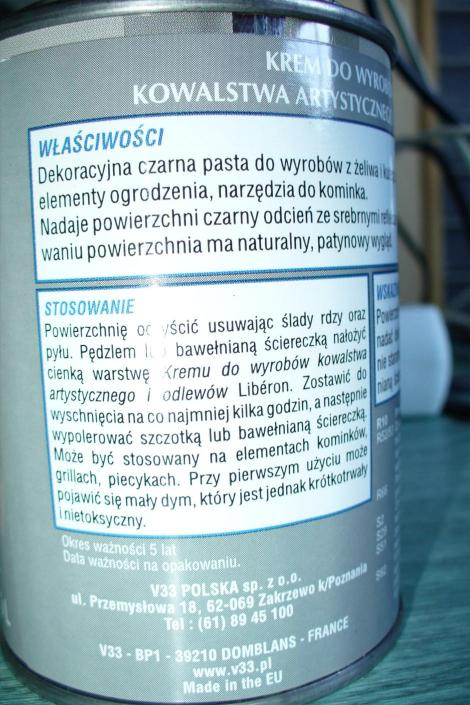 KREM DO
KOWALSTWA ARTYSTYCZNEGO
WŁAŚCIWOŚCI
Dekoracyjna czarna pasta do wyrobów z żeliwa i
elementy ogrodzenia, narzędzia do kominka.
Nadaje powierzchni czarny odcień ze srebrnymi
waniu powierzchnia ma naturalny, patynowy wygląd.
STOSOWANIE
Powierzchnię oczyścić usuwając ślady rdzy oraz
pyłu. Pędzlem lub bawełnianą ściereczką nałożyć
cienką warstwę Kremu do wyrobów kowalstwa
artystycznego i odlewów Libéron. Zostawić do
wyschnięcia na co najmniej kilka godzin, a następnie
wypolerować szczotką lub bawełnianą ściereczką.
Może być stosowany na elementach kominków,
grillach, piecykach. Przy pierwszym użyciu może
pojawić się mały dym, który jest jednak krótkotrwały
i nietoksyczny.
Okres ważności 5 lat
Data ważności na opakowaniu.
V33 POLSKA sp. z o.o.
ul. Przemysłowa 18, 62-069 Zakrzewo k/Poznania
Tel : (61) 89 45 100
V33 - BP1 - 39210 DOMBLANS - FRANCE
www.v33.pl
Made in the EU
R10
S2